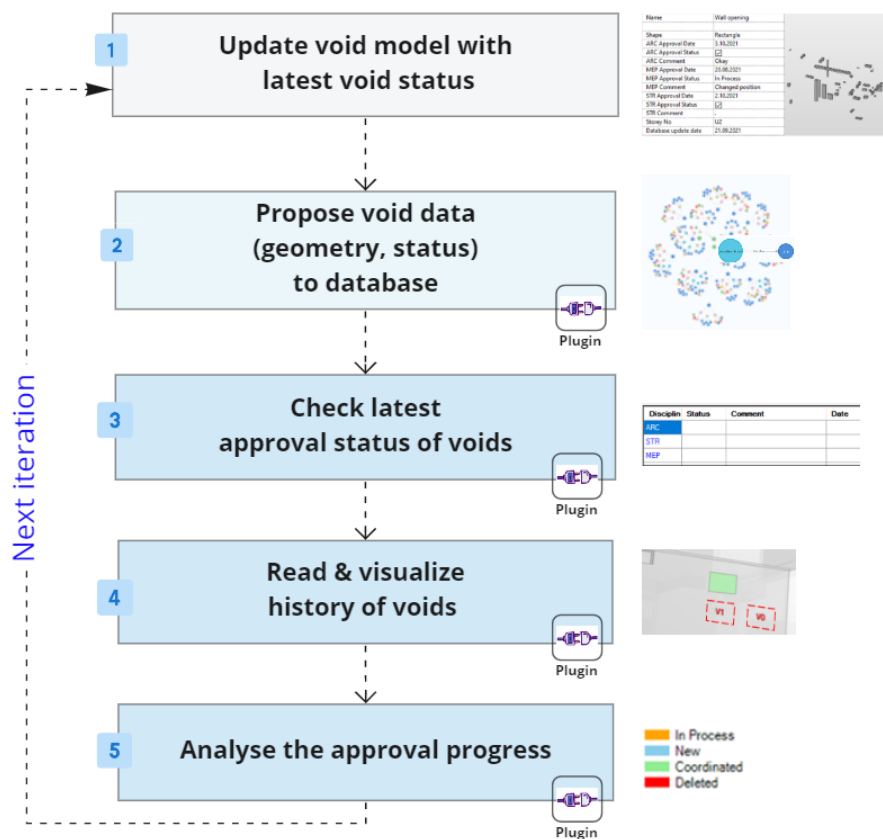 1
Update void model with
latest void status
Name Wall opening
Shape Rectangle
ARC Approval Date 3.10.2021
ARC Approval Status
ARC Comment Okay
MEP Approval Date 20.08.2021
MEP Approval Status In Process
MEP Comment Changed position
STR Approval Date 2.10.2021
STR Approval Status
STR Comment
Storey No U2
Database update date 21.09.2021
2
Propose void data
(geometry, status)
to database
Plugin
3
Check latest
approval status of voids
Plugin
Disciplin Status Comment Date
ARC
STR
MEP
4
Read & visualize
history of voids
Plugin
V1 V0
5
Analyse the approval progress
Plugin
In Process
New
Coordinated
Deleted
Next iteration